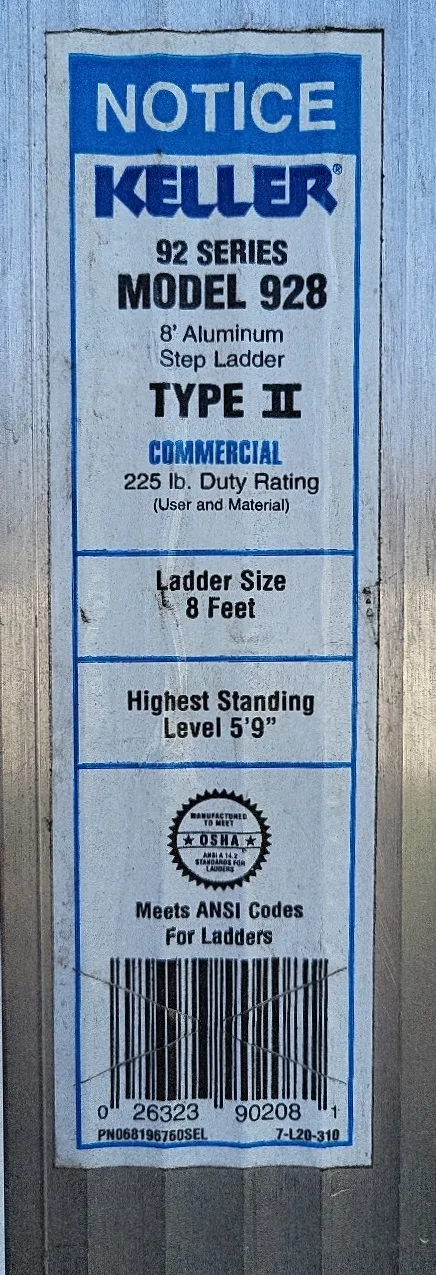 NOTICE
KELLER®
92 SERIES
MODEL 928
8' Aluminum
Step Ladder
TYPE II
COMMERCIAL
225 lb. Duty Rating
(User and Material)
Ladder Size
8 Feet
Highest Standing
Level 5'9"
MANUFACTURED
TO MEET
★ OSHA ★
ANSI A 14.2
STANDARDS FOR
LADDERS
Meets ANSI Codes
For Ladders
0 26323 90208 1
PN068196760SEL 7-L20-310